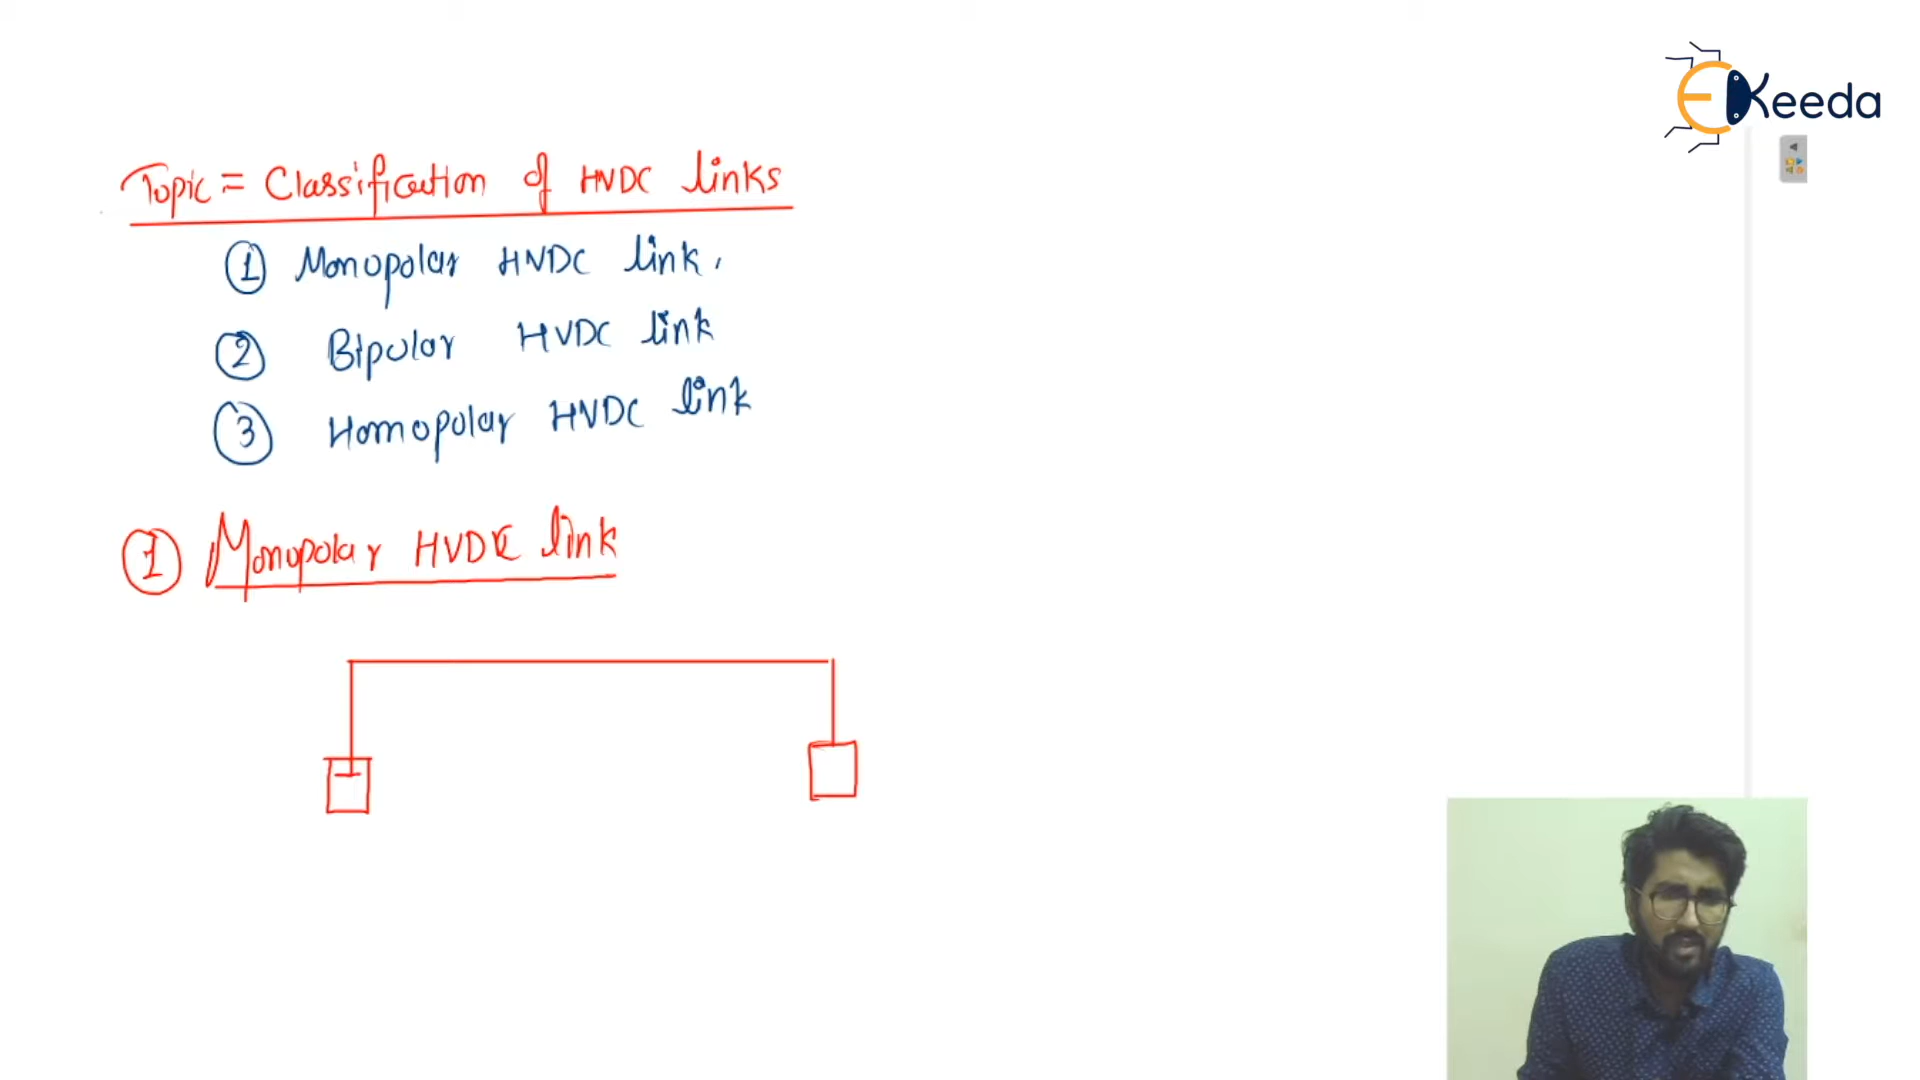 EKeeda
Topic = Classification of HVDC links
1 Monopolar HVDC link.
2 Bipolar HVDC link
3 Homopolar HVDC link
1 Monopolar HVDC link